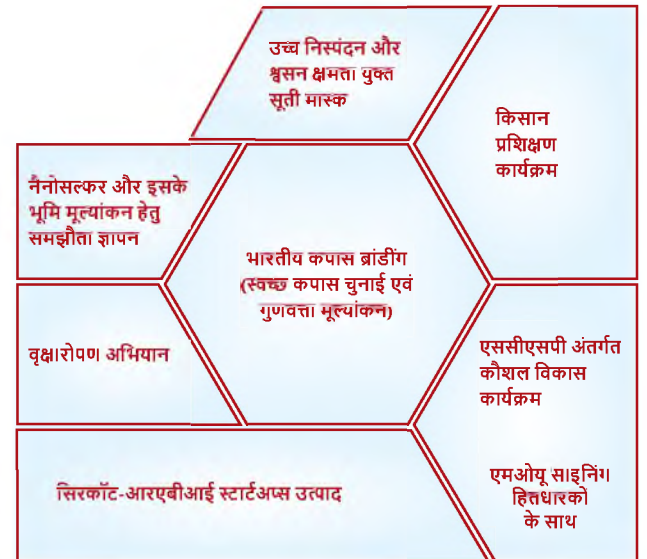 उच्च निस्पंदन और
श्वसन क्षमता युक्त
सूती मास्क
किसान
प्रशिक्षण
कार्यक्रम
नैनोसल्फर और इसके
भूमि मूल्यांकन हेतु
समझौता ज्ञापन
भारतीय कपास ब्रांडींग
(स्वच्छ कपास चुनाई एवं
गुणवत्ता मूल्यांकन)
वृक्षारोपण अभियान
एससीएसपी अंतर्गत
कौशल विकास
कार्यक्रम
सिरकॉट-आरएबीआई स्टार्टअप्स उत्पाद
एमओयू साइनिंग
हितधारकों
के साथ